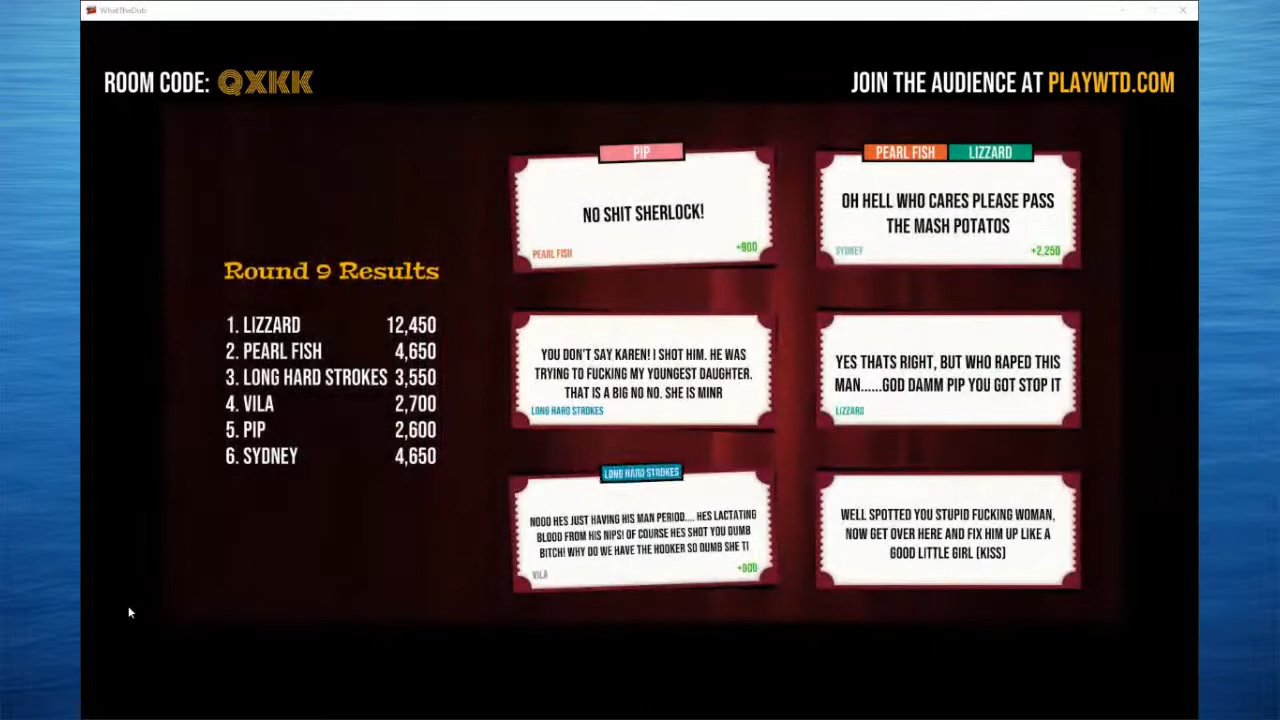 WhatTheDub
ROOM CODE: QXKK
JOIN THE AUDIENCE AT PLAYWTD.COM
Round 9 Results
1. LIZZARD 12,450
2. PEARL FISH 4,650
3. LONG HARD STROKES 3,550
4. VILA 2,700
5. PIP 2,600
6. SYDNEY 4,650
PIP
NO SHIT SHERLOCK!
PEARL FISH
+900
PEARL FISH LIZZARD
OH HELL WHO CARES PLEASE PASS
THE MASH POTATOS
SYDNEY
+2,250
YOU DON'T SAY KAREN! I SHOT HIM. HE WAS
TRYING TO FUCKING MY YOUNGEST DAUGHTER.
THAT IS A BIG NO NO. SHE IS MINR
LONG HARD STROKES
YES THATS RIGHT, BUT WHO RAPED THIS
MAN......GOD DAMM PIP YOU GOT STOP IT
LIZZARD
LONG HARD STROKES
NOOO HES JUST HAVING HIS MAN PERIOD.... HES LACTATING
BLOOD FROM HIS NIPS! OF COURSE HES SHOT YOU DUMB
BITCH! WHY DO WE HAVE THE HOOKER SO DUMB SHE TI
VILA
+900
WELL SPOTTED YOU STUPID FUCKING WOMAN,
NOW GET OVER HERE AND FIX HIM UP LIKE A
GOOD LITTLE GIRL (KISS)